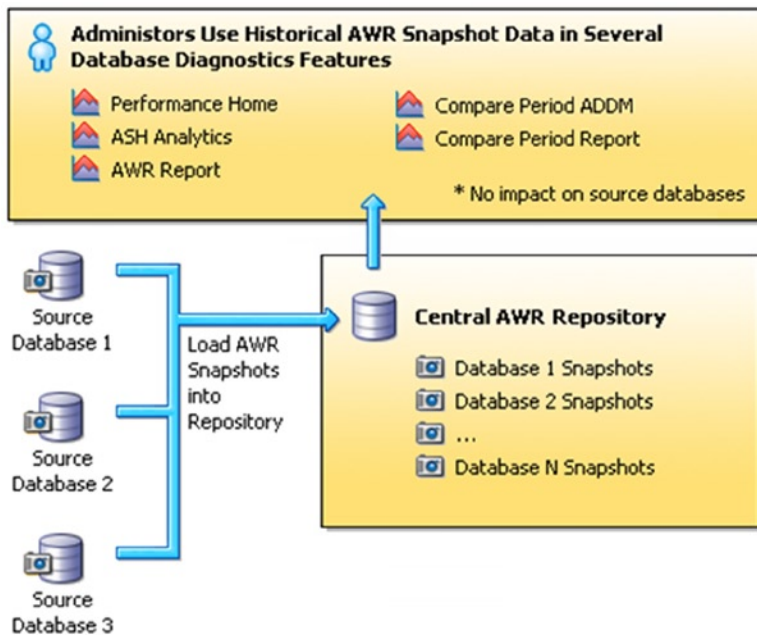 Administors Use Historical AWR Snapshot Data in Several
Database Diagnostics Features
Performance Home
ASH Analytics
AWR Report
Compare Period ADDM
Compare Period Report
* No impact on source databases
Source
Database 1
Source
Database 2
Source
Database 3
Load AWR
Snapshots
into
Repository
Central AWR Repository
Database 1 Snapshots
Database 2 Snapshots
...
Database N Snapshots